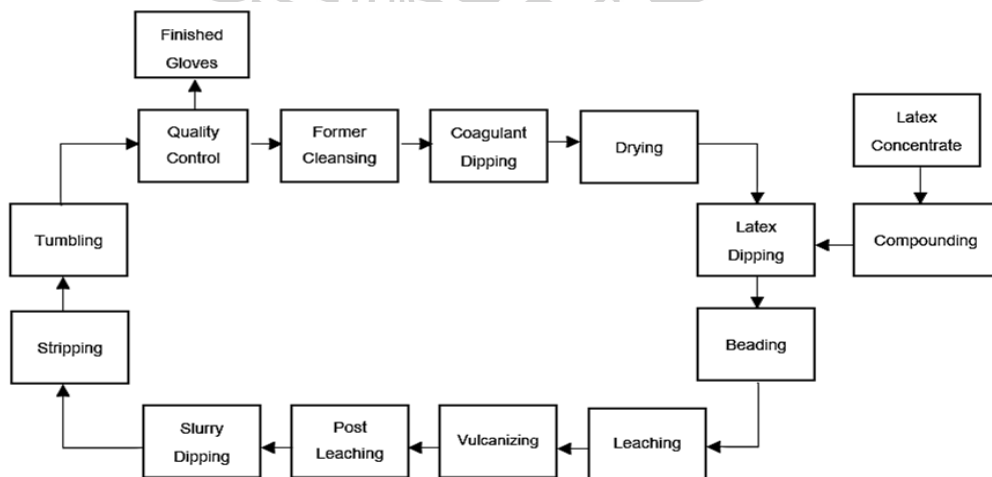 Finished
Gloves
Quality
Control
Former
Cleansing
Coagulant
Dipping
Drying
Latex
Concentrate
Tumbling
Latex
Dipping
Compounding
Stripping
Beading
Slurry
Dipping
Post
Leaching
Vulcanizing
Leaching